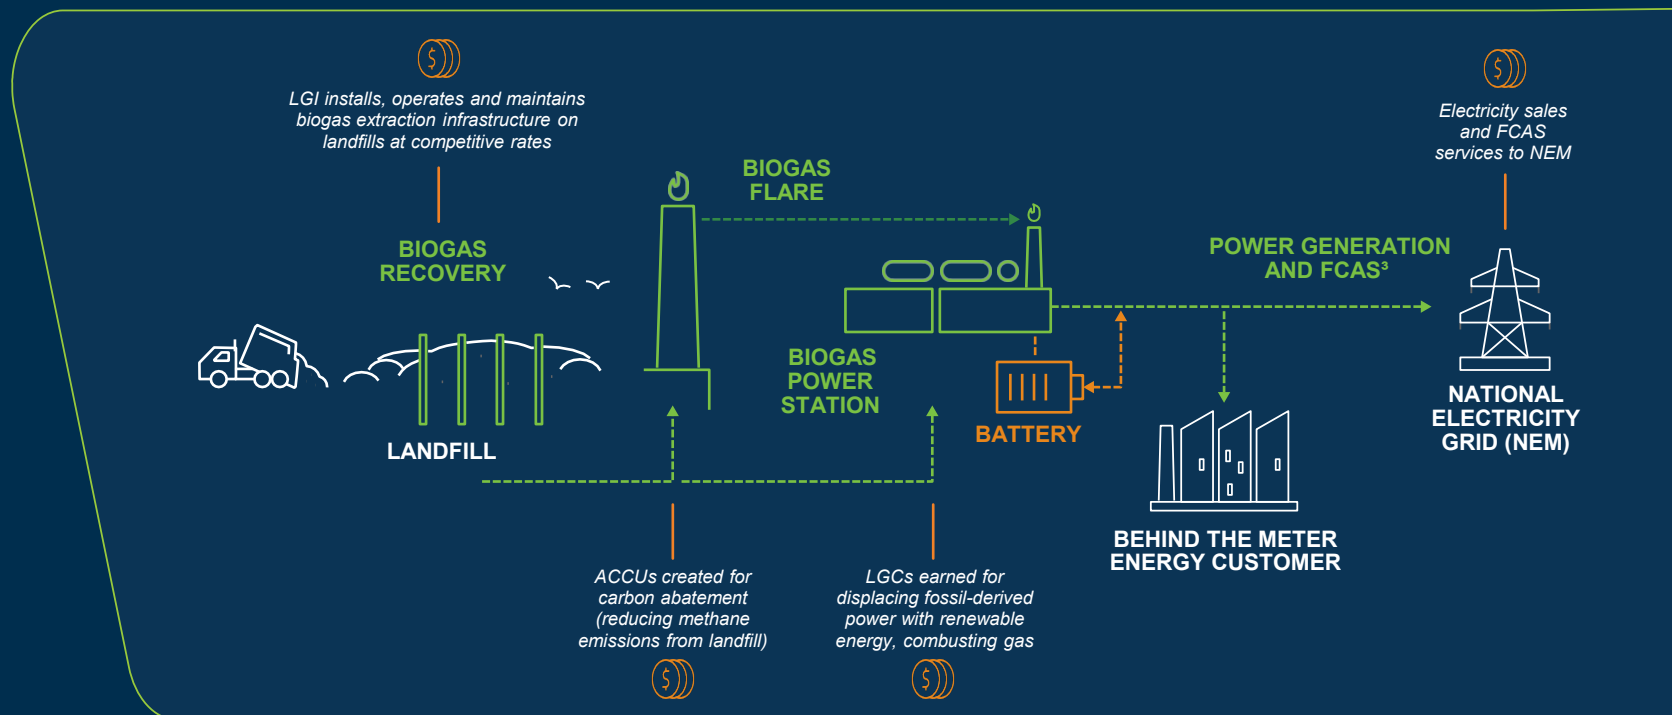 LGI installs, operates and maintains
biogas extraction infrastructure on
landfills at competitive rates
BIOGAS
RECOVERY
LANDFILL
BIOGAS
FLARE
BIOGAS
POWER
STATION
BATTERY
POWER GENERATION
AND FCAS³
Electricity sales
and FCAS
services to NEM
NATIONAL
ELECTRICITY
GRID (NEM)
BEHIND THE METER
ENERGY CUSTOMER
ACCUs created for
carbon abatement
(reducing methane
emissions from landfill)
LGCs earned for
displacing fossil-derived
power with renewable
energy, combusting gas
$
$
$
$